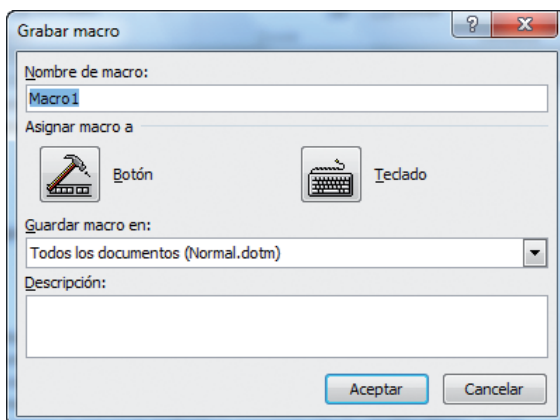 Grabar macro
Nombre de macro:
Macro1
Asignar macro a
Botón
Teclado
Guardar macro en:
Todos los documentos (Normal.dotm)
Descripción:
Aceptar
Cancelar